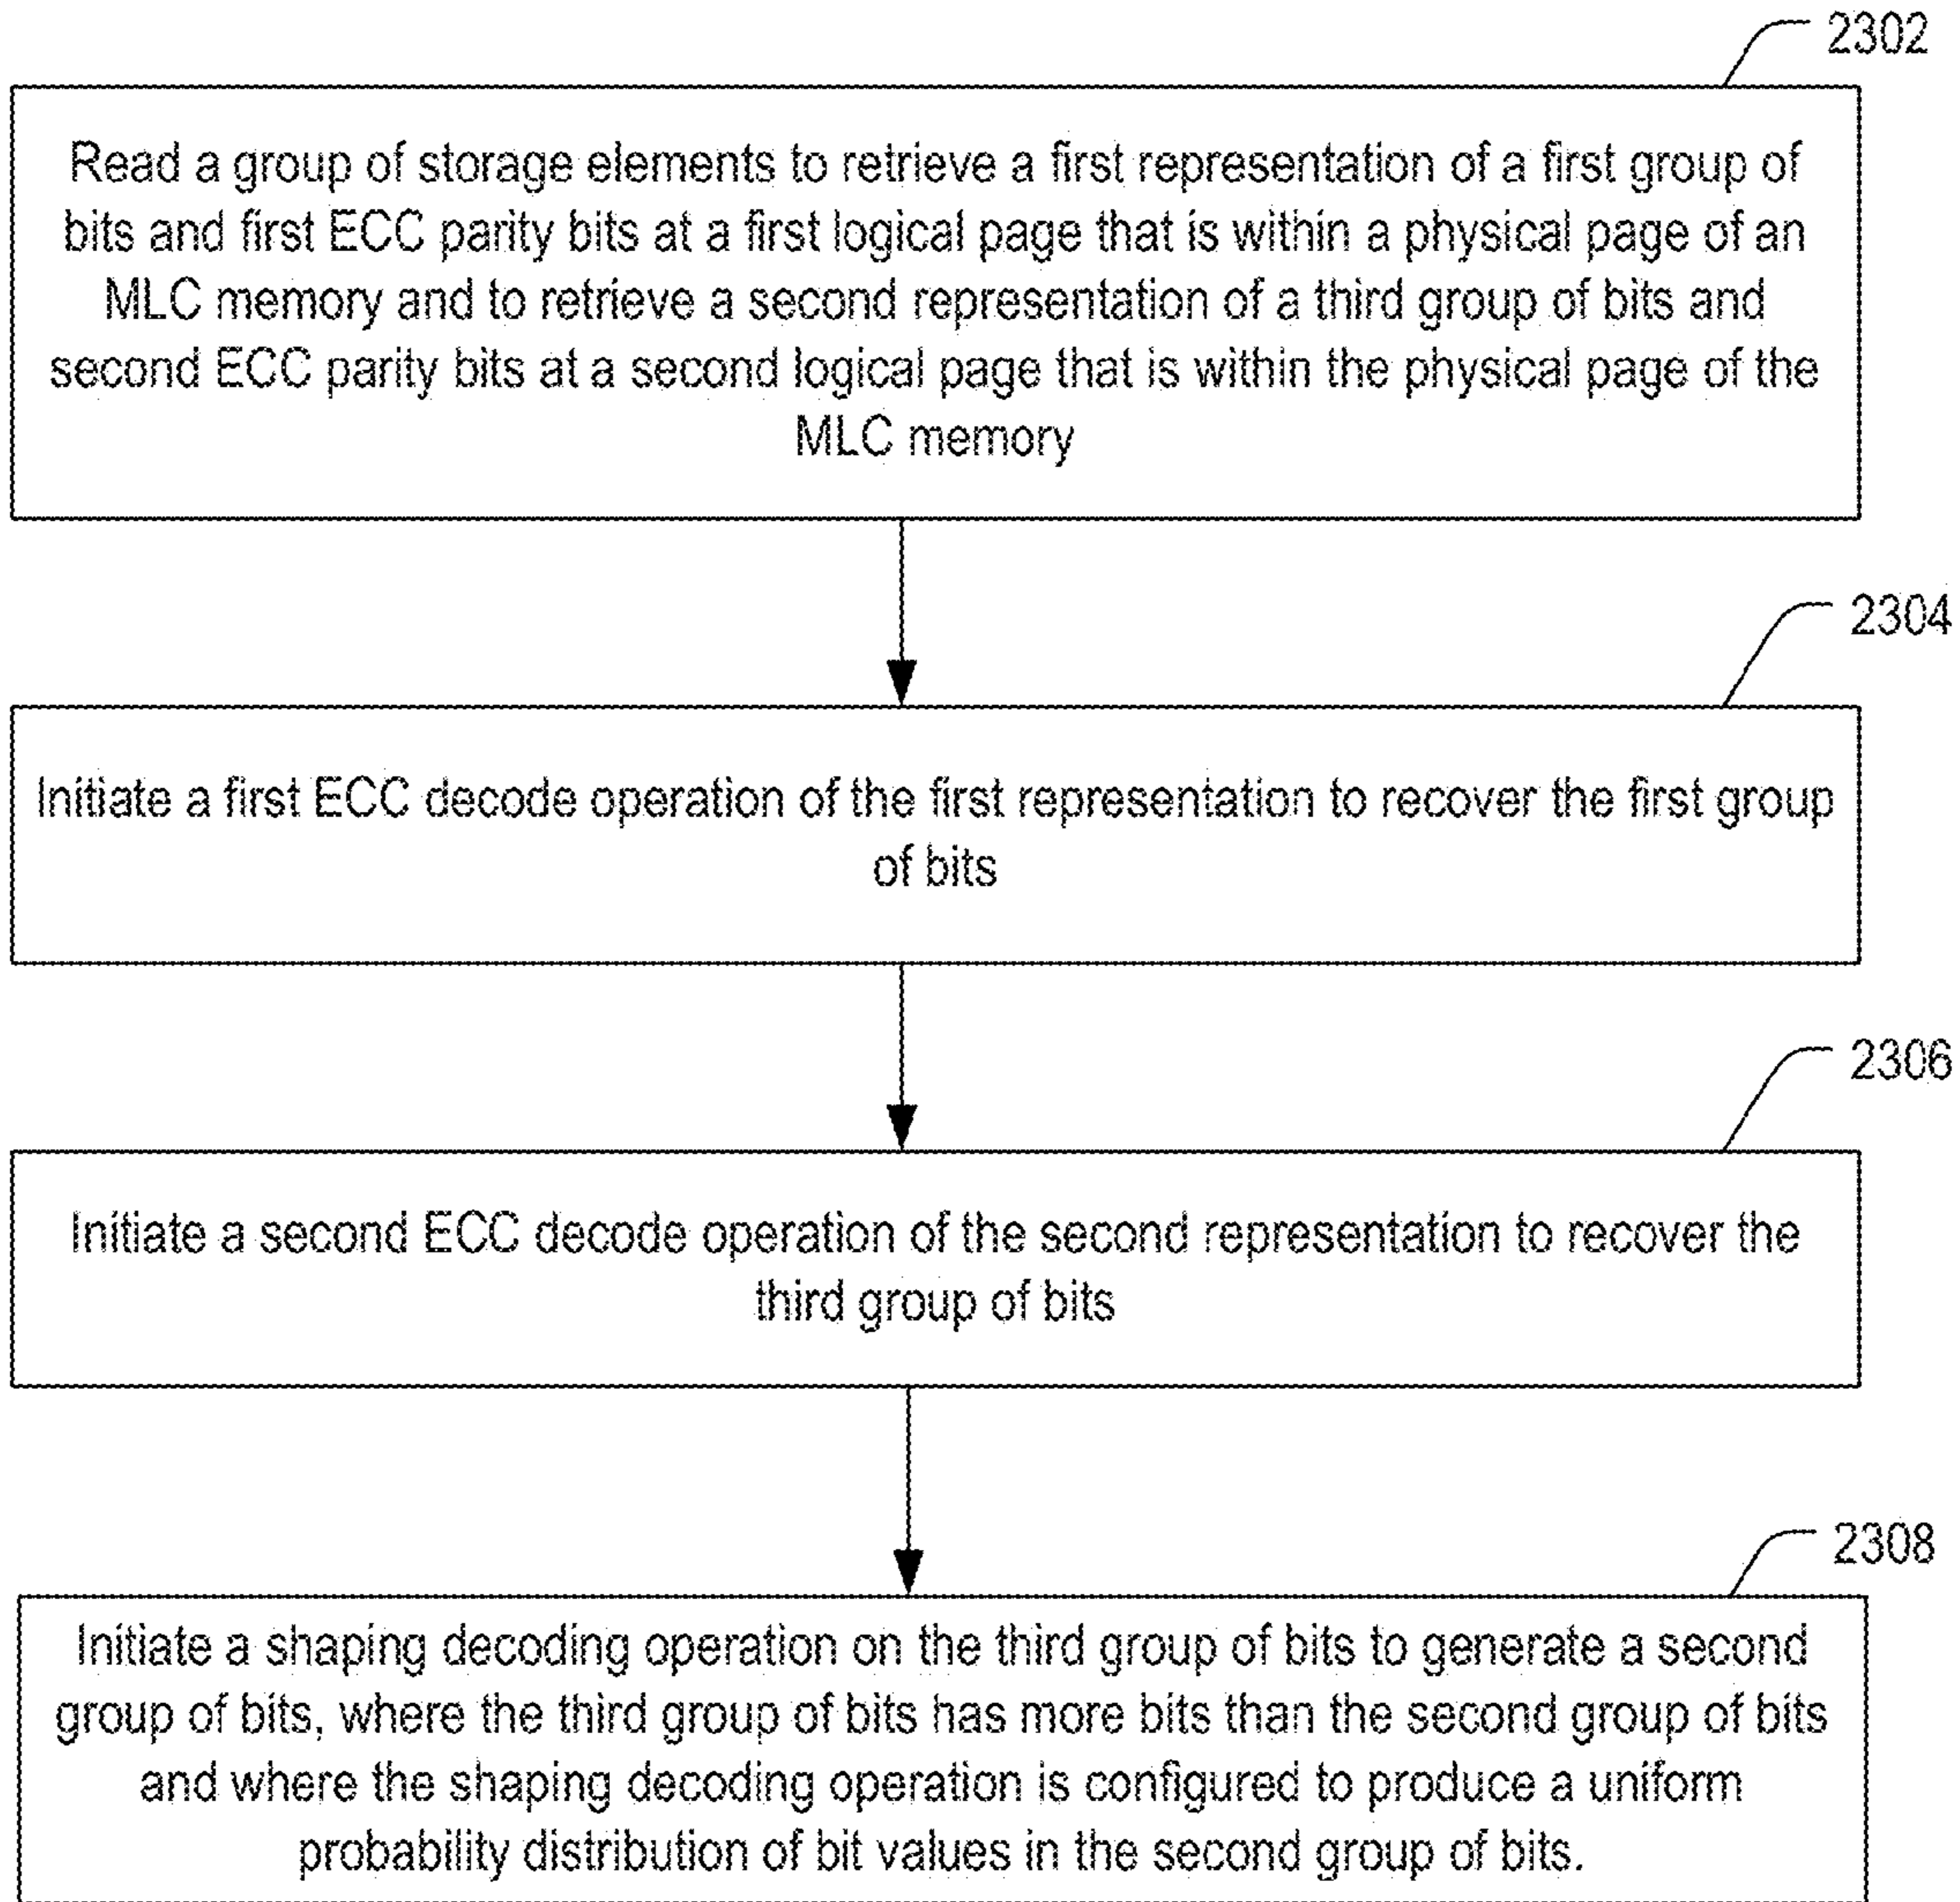 2302
Read a group of storage elements to retrieve a first representation of a first group of
bits and first ECC parity bits at a first logical page that is within a physical page of an
MLC memory and to retrieve a second representation of a third group of bits and
second ECC parity bits at a second logical page that is within the physical page of the
MLC memory
2304
Initiate a first ECC decode operation of the first representation to recover the first group
of bits
2306
Initiate a second ECC decode operation of the second representation to recover the
third group of bits
2308
Initiate a shaping decoding operation on the third group of bits to generate a second
group of bits, where the third group of bits has more bits than the second group of bits
and where the shaping decoding operation is configured to produce a uniform
probability distribution of bit values in the second group of bits.